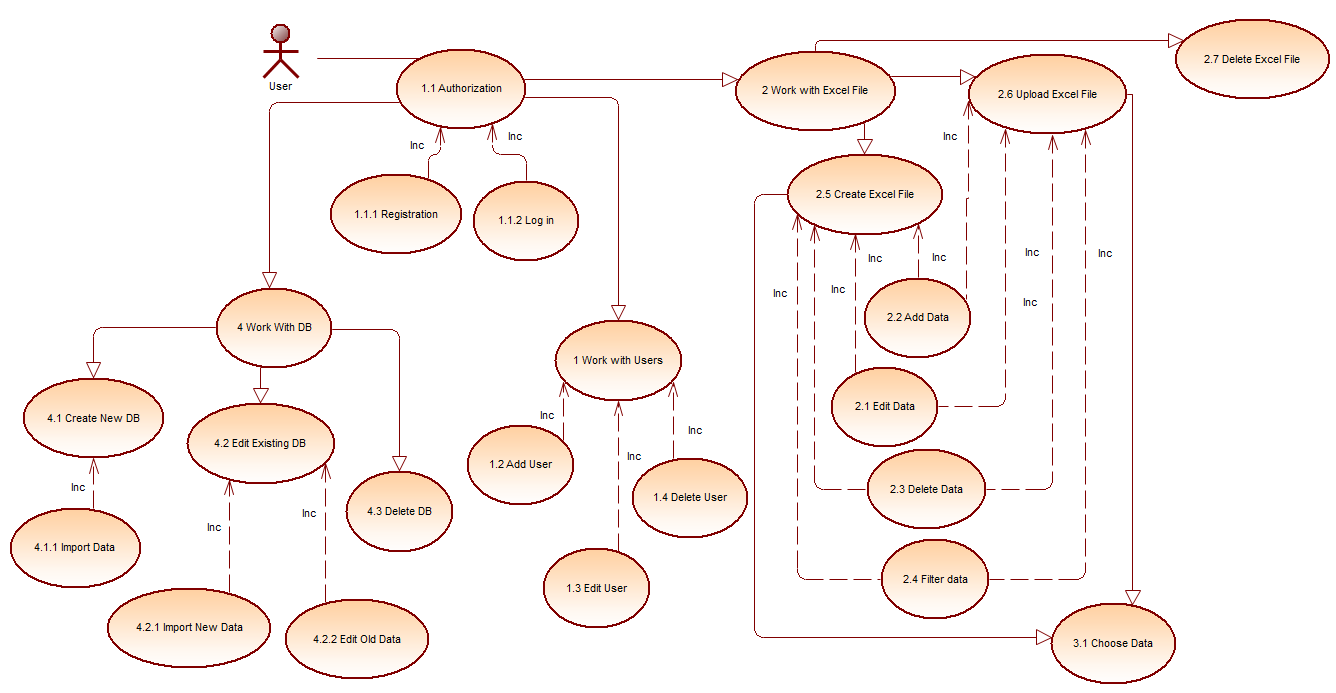 User
1.1 Authorization
2 Work with Excel File
2.6 Upload Excel File
2.7 Delete Excel File
Inc
Inc
Inc
1.1.1 Registration
1.1.2 Log in
2.5 Create Excel File
Inc
Inc
Inc
Inc
Inc
Inc
Inc
2.2 Add Data
4 Work With DB
1 Work with Users
2.1 Edit Data
4.1 Create New DB
4.2 Edit Existing DB
Inc
Inc
Inc
1.2 Add User
1.4 Delete User
2.3 Delete Data
Inc
Inc
Inc
4.3 Delete DB
4.1.1 Import Data
1.3 Edit User
2.4 Filter data
4.2.1 Import New Data
4.2.2 Edit Old Data
3.1 Choose Data